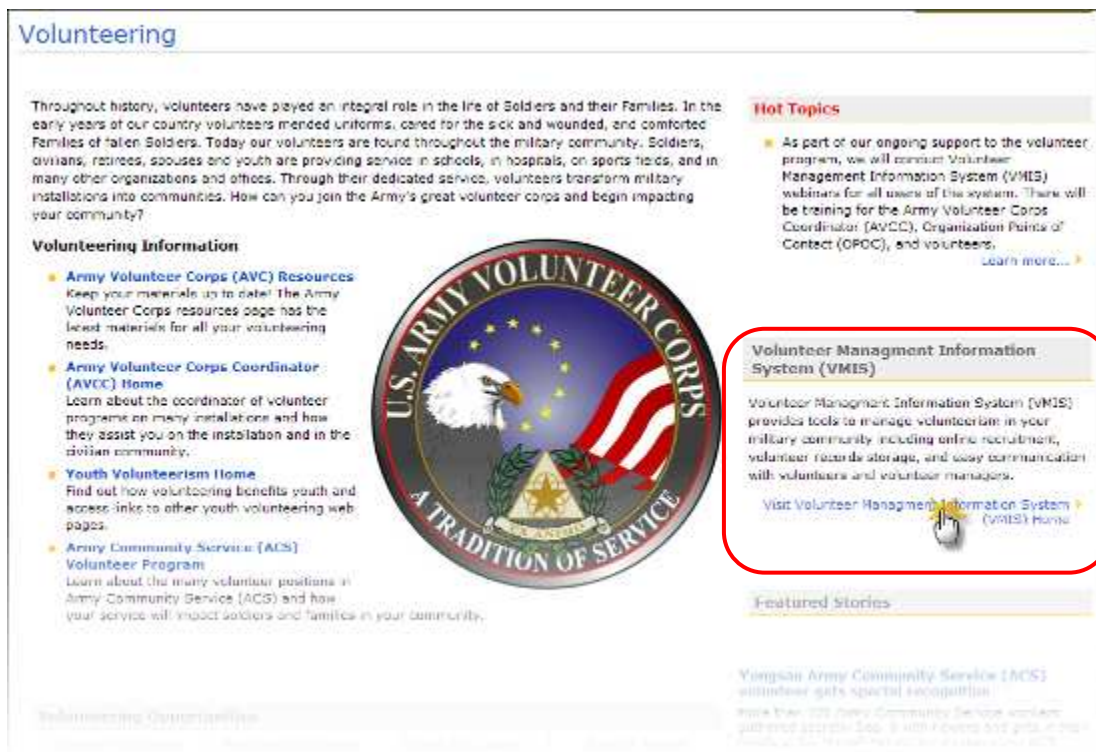 Volunteering
Throughout history, volunteers have played an integral role in the life of Soldiers and their Families. In the
early years of our country volunteers mended uniforms, cared for the sick and wounded, and comforted
Families of fallen Soldiers. Today our volunteers are found throughout the military community. Soldiers,
civilians, retirees, spouses and youth are providing service in schools, in hospitals, on sports fields, and in
many other organizations and offices. Through their dedicated service, volunteers transform military
installations into communities. How can you join the Army's great volunteer corps and begin impacting
your community?
Volunteering Information
Army Volunteer Corps (AVC) Resources
Keep your materials up to date! The Army
Volunteer Corps resources page has the
latest materials for all your volunteering
needs.
Army Volunteer Corps Coordinator
(AVCC) Home
Learn about the coordinator of volunteer
programs on many installations and how
they assist you on the installation and in the
civilian community.
Youth Volunteerism Home
Find out how volunteering benefits youth and
access links to other youth volunteering web
pages.
Army Community Service (ACS)
Volunteer Program
Learn about the many volunteer positions in
Army Community Service (ACS) and how
your service will impact soldiers and families in your community.
U.S. ARMY VOLUNTEER CORPS
A TRADITION OF SERVICE
Hot Topics
As part of our ongoing support to the volunteer
program, we will conduct Volunteer
Management Information System (VMIS)
webinars for all users of the system. There will
be training for the Army Volunteer Corps
Coordinator (AVCC), Organization Points of
Contact (OPOC), and volunteers.
Learn more...
Volunteer Managment Information
System (VMIS)
Volunteer Managment Information System (VMIS)
provides tools to manage volunteerism in your
military community including online recruitment,
volunteer records storage, and easy communication
with volunteers and volunteer managers.
Visit Volunteer Managment Information System
(VMIS) Home
Featured Stories
Yongsan Army Community Service (ACS)
volunteer gets special recognition
Volunteering Opportunities